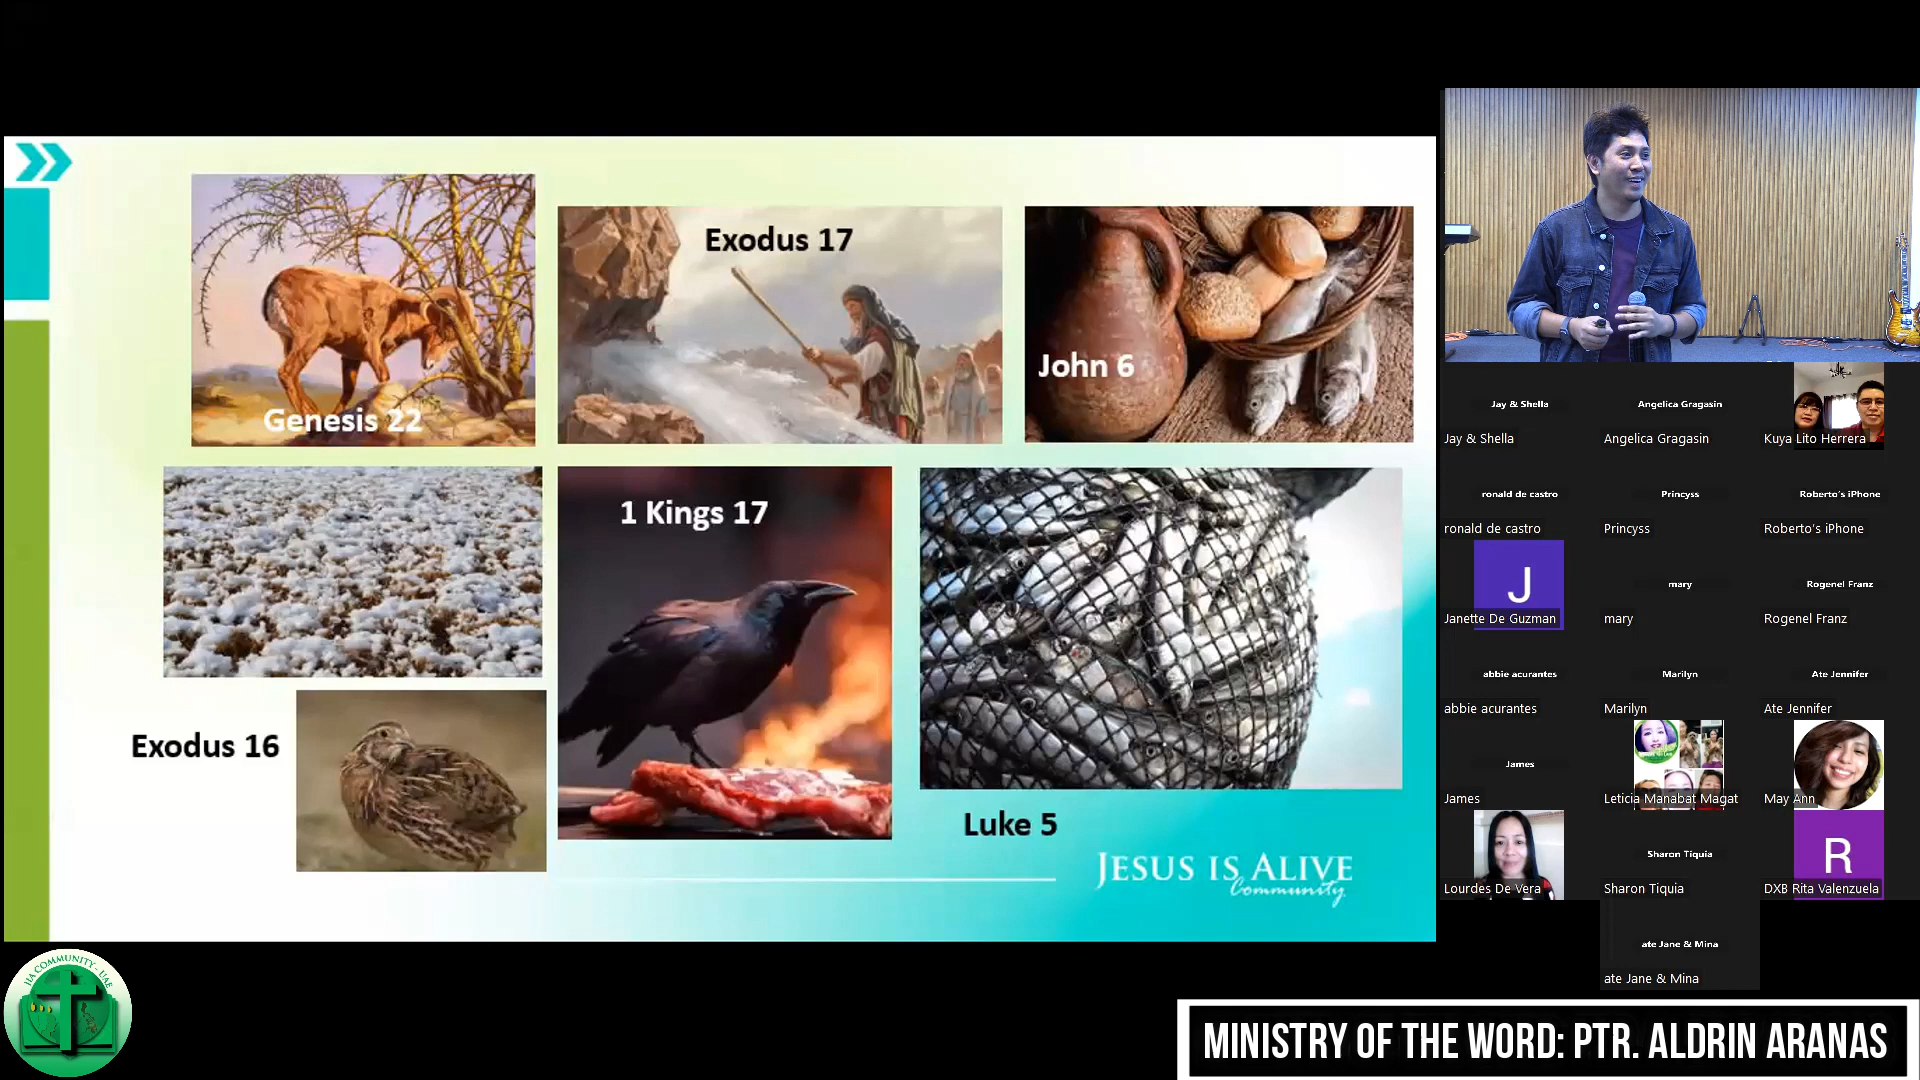 Exodus 17
John 6
Genesis 22
1 Kings 17
Exodus 16
Luke 5
JESUS IS ALIVE
Community
Jay & Shella
Angelica Gragasin
Jay & Shella
Angelica Gragasin
Kuya Lito Herrera
ronald de castro
Princyss
Roberto's iPhone
ronald de castro
Princyss
Roberto's iPhone
J
mary
Rogenel Franz
Janette De Guzman
mary
Rogenel Franz
abbie acurantes
Marilyn
Ate Jennifer
abbie acurantes
Marilyn
Ate Jennifer
James
James
Leticia Manabat Magat
May Ann
Sharon Tiquia
R
Lourdes De Vera
Sharon Tiquia
DXB Rita Valenzuela
ate Jane & Mina
ate Jane & Mina
JIA COMMUNITY - UAE
MINISTRY OF THE WORD: PTR. ALDRIN ARANAS